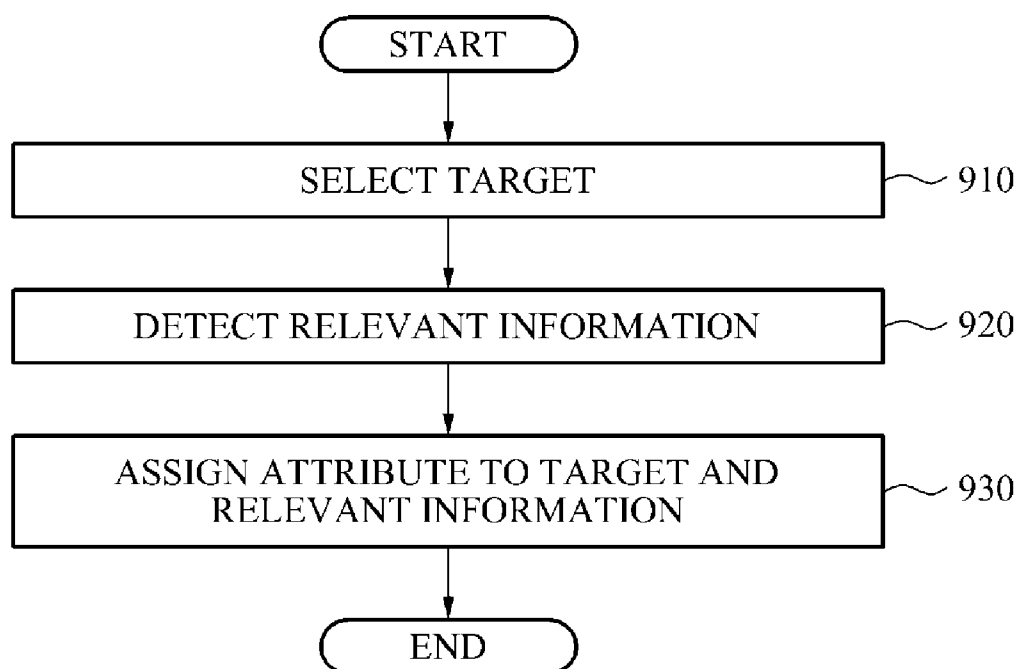 START
SELECT TARGET
910
DETECT RELEVANT INFORMATION
920
ASSIGN ATTRIBUTE TO TARGET AND
RELEVANT INFORMATION
930
END